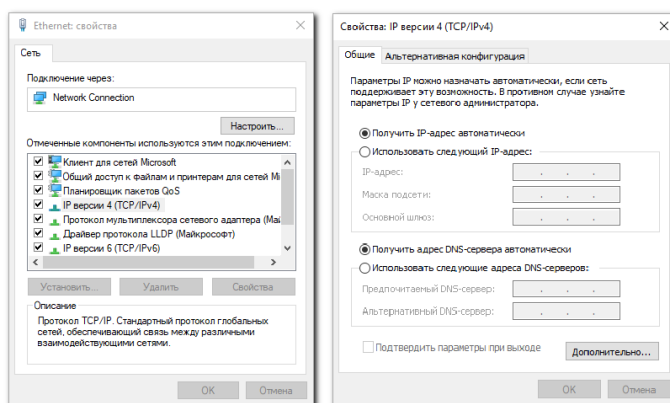 Ethernet: свойства
Сеть
Подключение через:
Network Connection
Настроить...
Отмеченные компоненты используются этим подключением:
Клиент для сетей Microsoft
Общий доступ к файлам и принтерам для сетей Mi
Планировщик пакетов QoS
IP версии 4 (TCP/IPv4)
Протокол мультиплексора сетевого адаптера (Май
Драйвер протокола LLDP (Майкрософт)
IP версии 6 (TCP/IPv6)
Установить...
Удалить
Свойства
Описание
Протокол TCP/IP. Стандартный протокол глобальных
сетей, обеспечивающий связь между различными
взаимодействующими сетями.
OK
Отмена
Свойства: IP версии 4 (TCP/IPv4)
Общие
Альтернативная конфигурация
Параметры IP можно назначать автоматически, если сеть
поддерживает эту возможность. В противном случае узнайте
параметры IP у сетевого администратора.
Получить IP-адрес автоматически
Использовать следующий IP-адрес:
IP-адрес:
Маска подсети:
Основной шлюз:
Получить адрес DNS-сервера автоматически
Использовать следующие адреса DNS-серверов:
Предпочитаемый DNS-сервер:
Альтернативный DNS-сервер:
Подтвердить параметры при выходе
Дополнительно...
OK
Отмена